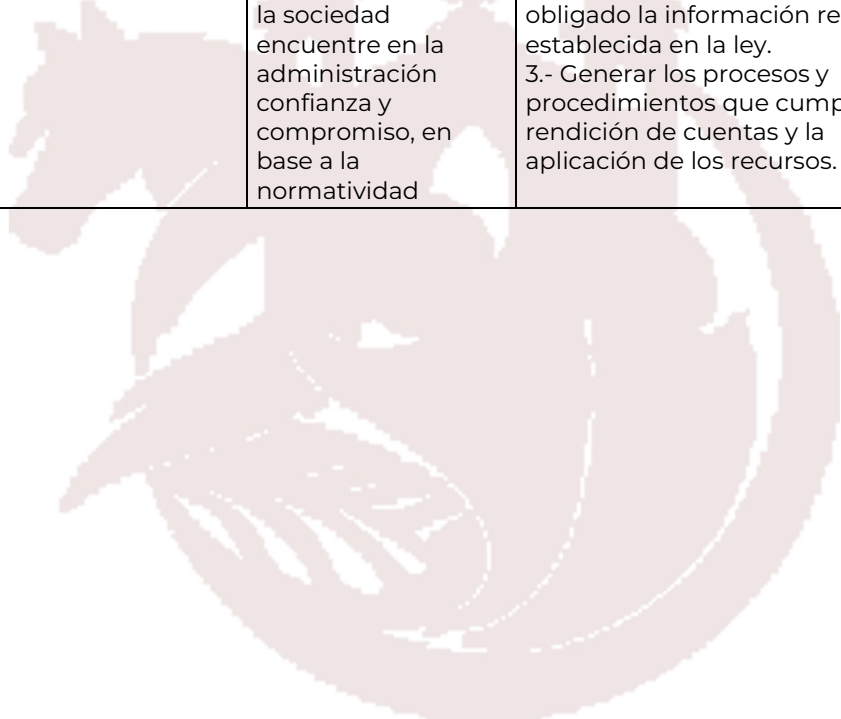 la sociedad
encuentre en la
administración
confianza y
compromiso, en
base a la
normatividad
obligado la información re
establecida en la ley.
3.- Generar los procesos y
procedimientos que cump
rendición de cuentas y la
aplicación de los recursos.